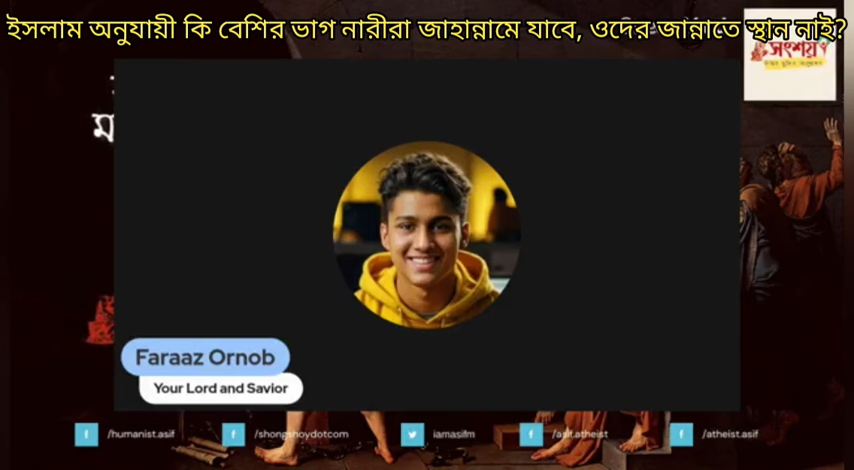 ইসলাম অনুযায়ী কি বেশির ভাগ নারীরা জাহান্নামে যাবে, ওদের জান্নাতে স্থান নাই?
সংশয়
Faraaz Ornob
Your Lord and Savior
/humanist.asif
/shongshoydotcom
iamasifm
/asif.atheist
/atheist.asif